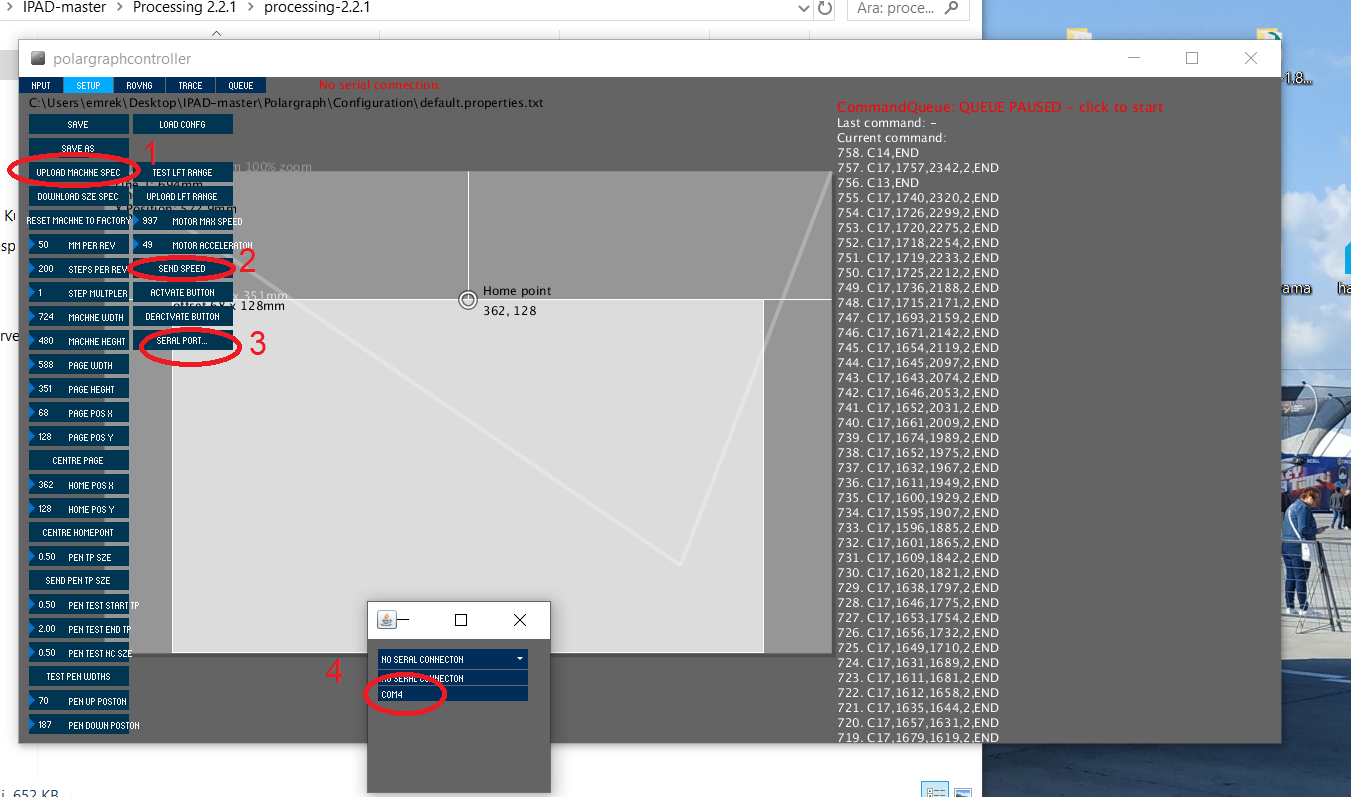 IPAD-master > Processing 2.2.1 > processing-2.2.1
Ara: proce...
polargraphcontroller
INPUT SETUP ROVNG TRACE QUEUE
No serial connection.
C:\Users\emrek\Desktop\IPAD-master\Polargraph\Configuration\default.properties.txt
SAVE LOAD CONFG
SAVE AS
1
UPLOAD MACHNE SPEC TEST LFT RANGE
m 100% zoom
DOWNLOAD SZE SPEC UPLOAD LFT RANGE
RESET MACHNE TO FACTORY 997 MOTOR MAX SPEED
50 MM PER REV 49 MOTOR ACCELERATON
200 STEPS PER REV SEND SPEED 2
1 STEP MULTPLER ACTVATE BUTTON
x 351mm
x 128mm
724 MACHNE WDTH DEACTVATE BUTTON
480 MACHNE HEGHT SERAL PORT... 3
588 PAGE WDTH
351 PAGE HEGHT
68 PAGE POS X
128 PAGE POS Y
CENTRE PAGE
362 HOME POS X
128 HOME POS Y
CENTRE HOMEPONT
0.50 PEN TP SZE
SEND PEN TP SZE
0.50 PEN TEST START TP
2.00 PEN TEST END TP
0.50 PEN TEST NC SZE
TEST PEN WDTHS
70 PEN UP POSTON
187 PEN DOWN POSTON
Home point
362, 128
4
NO SERAL CONNECTON
NO SERAL CONNECTON
COM4
CommandQueue: QUEUE PAUSED - click to start
Last command: -
Current command:
758. C14,END
757. C17,1757,2342,2,END
756. C13,END
755. C17,1740,2320,2,END
754. C17,1726,2299,2,END
753. C17,1720,2275,2,END
752. C17,1718,2254,2,END
751. C17,1719,2233,2,END
750. C17,1725,2212,2,END
749. C17,1736,2188,2,END
748. C17,1715,2171,2,END
747. C17,1693,2159,2,END
746. C17,1671,2142,2,END
745. C17,1654,2119,2,END
744. C17,1645,2097,2,END
743. C17,1643,2074,2,END
742. C17,1646,2053,2,END
741. C17,1652,2031,2,END
740. C17,1661,2009,2,END
739. C17,1674,1989,2,END
738. C17,1652,1975,2,END
737. C17,1632,1967,2,END
736. C17,1611,1949,2,END
735. C17,1600,1929,2,END
734. C17,1595,1907,2,END
733. C17,1596,1885,2,END
732. C17,1601,1865,2,END
731. C17,1609,1842,2,END
730. C17,1620,1821,2,END
729. C17,1638,1797,2,END
728. C17,1646,1775,2,END
727. C17,1653,1754,2,END
726. C17,1656,1732,2,END
725. C17,1649,1710,2,END
724. C17,1631,1689,2,END
723. C17,1611,1681,2,END
722. C17,1612,1658,2,END
721. C17,1635,1644,2,END
720. C17,1657,1631,2,END
719. C17,1679,1619,2,END
652 KB